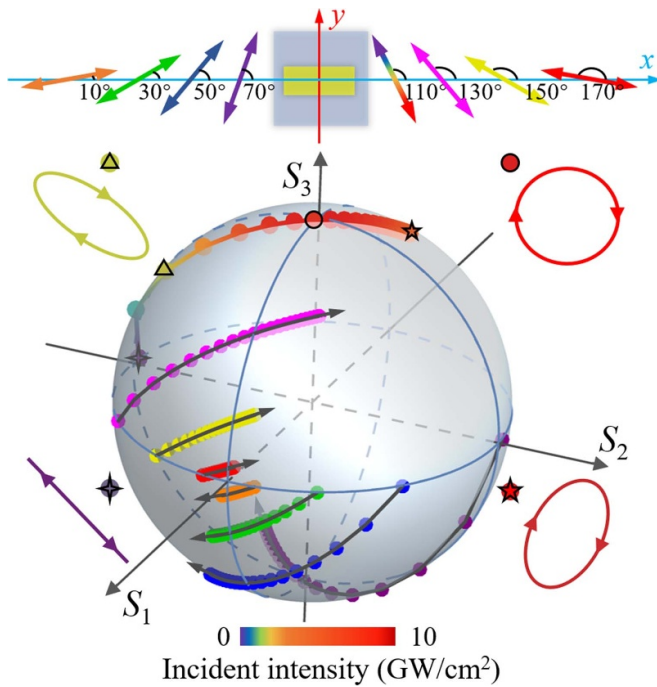 y
x
10° 30° 50° 70° 110° 130° 150° 170°
S₃
S₂
S₁
0 10
Incident intensity (GW/cm²)